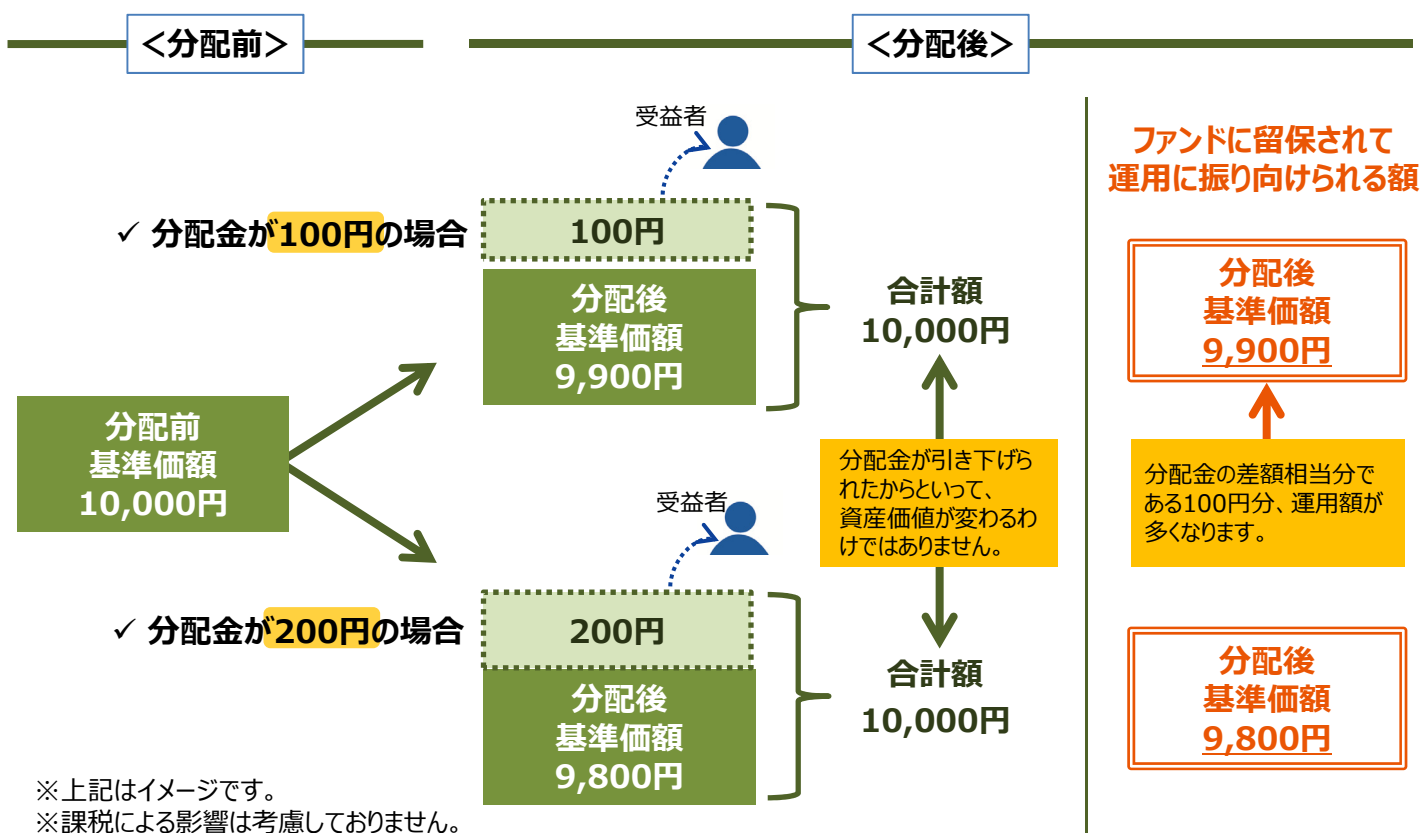 <分配前>
<分配後>
受益者
ファンドに留保されて
運用に振り向けられる額
✓ 分配金が100円の場合
100円
分配後
基準価額
9,900円
合計額
10,000円
分配後
基準価額
9,900円
分配前
基準価額
10,000円
分配金が引き下げら
れたからといって、
資産価値が変わるわ
けではありません。
分配金の差額相当分で
ある100円分、運用額が
多くなります。
受益者
✓ 分配金が200円の場合
200円
分配後
基準価額
9,800円
合計額
10,000円
分配後
基準価額
9,800円
※上記はイメージです。
※課税による影響は考慮しておりません。